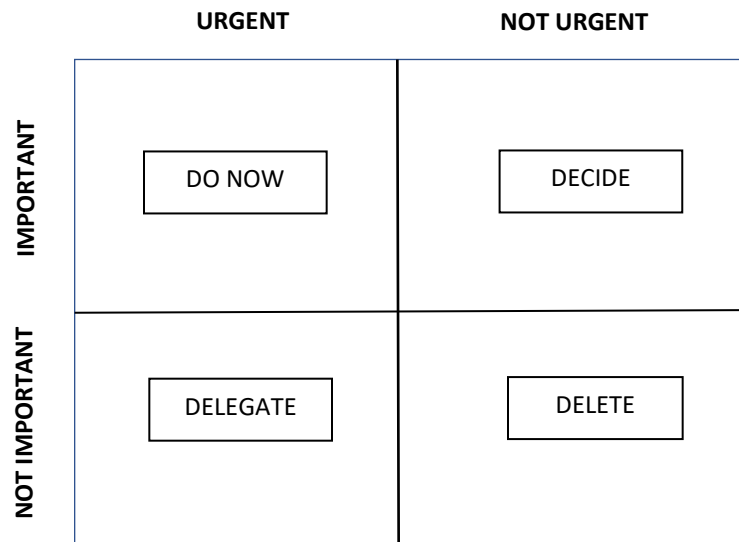 URGENT
NOT URGENT
IMPORTANT
DO NOW
DECIDE
NOT IMPORTANT
DELEGATE
DELETE